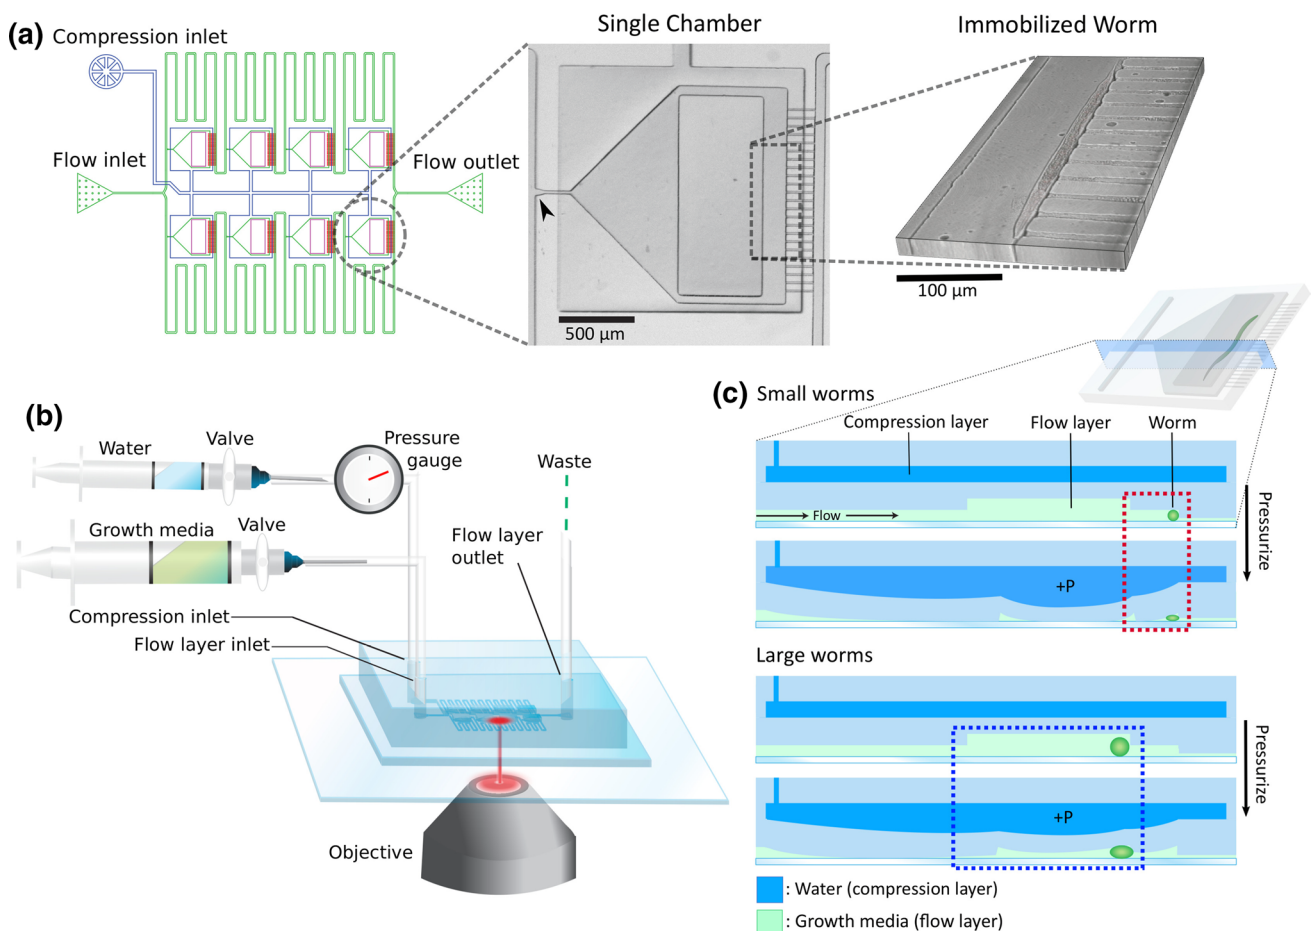 (a)
Compression inlet
Flow inlet
Flow outlet
Single Chamber
500 µm
Immobilized Worm
100 µm
(b)
Water
Valve
Pressure
gauge
Waste
Growth media
Valve
Flow layer
outlet
Compression inlet
Flow layer inlet
Objective
(c)
Small worms
Compression layer
Flow layer
Worm
Flow
Pressurize
+P
Large worms
Pressurize
+P
: Water (compression layer)
: Growth media (flow layer)